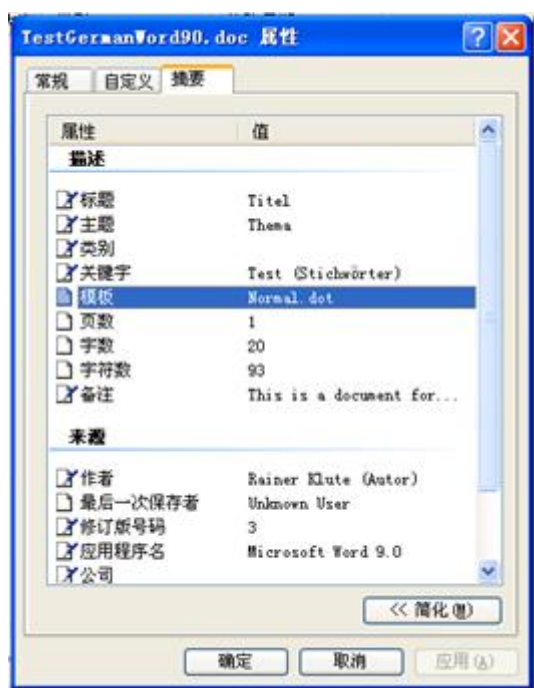 TestGermanWord90.doc 属性
常规 自定义 摘要
属性 值
描述
标题 Titel
主题 Thema
类别
关键字 Test (Stichwörter)
模板 Normal.dot
页数 1
字数 20
字符数 93
备注 This is a document for...
来源
作者 Rainer Klute (Autor)
最后一次保存者 Unknown User
修订版号码 3
应用程序名 Microsoft Word 9.0
公司
<< 简化(M)
确定 取消 应用(A)